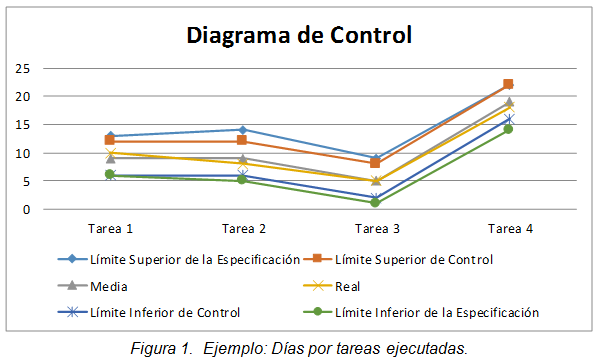 Diagrama de Control
25
20
15
10
5
0
Tarea 1 Tarea 2 Tarea 3 Tarea 4
Límite Superior de la Especificación Límite Superior de Control
Media Real
Límite Inferior de Control Límite Inferior de la Especificación
Figura 1. Ejemplo: Días por tareas ejecutadas.